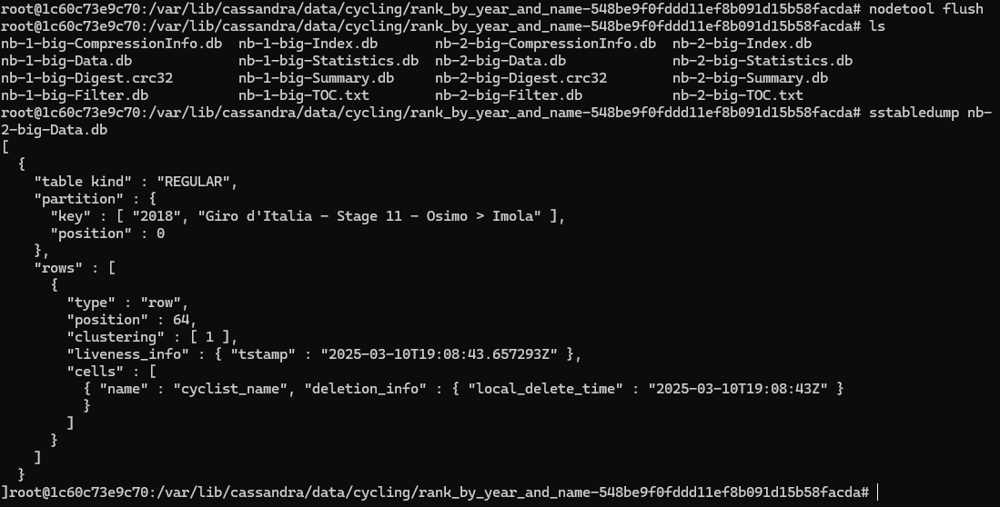 root@1c60c73e9c70:/var/lib/cassandra/data/cycling/rank_by_year_and_name-548be9f0fddd11ef8b091d15b58facda# nodetool flush
root@1c60c73e9c70:/var/lib/cassandra/data/cycling/rank_by_year_and_name-548be9f0fddd11ef8b091d15b58facda# ls
nb-1-big-CompressionInfo.db  nb-1-big-Index.db       nb-2-big-CompressionInfo.db  nb-2-big-Index.db
nb-1-big-Data.db             nb-1-big-Statistics.db  nb-2-big-Data.db             nb-2-big-Statistics.db
nb-1-big-Digest.crc32        nb-1-big-Summary.db     nb-2-big-Digest.crc32        nb-2-big-Summary.db
nb-1-big-Filter.db           nb-1-big-TOC.txt        nb-2-big-Filter.db           nb-2-big-TOC.txt
root@1c60c73e9c70:/var/lib/cassandra/data/cycling/rank_by_year_and_name-548be9f0fddd11ef8b091d15b58facda# sstabledump nb-
2-big-Data.db
[
  {
    "table kind" : "REGULAR",
    "partition" : {
      "key" : [ "2018", "Giro d'Italia - Stage 11 - Osimo > Imola" ],
      "position" : 0
    },
    "rows" : [
      {
        "type" : "row",
        "position" : 64,
        "clustering" : [ 1 ],
        "liveness_info" : { "tstamp" : "2025-03-10T19:08:43.657293Z" },
        "cells" : [
          { "name" : "cyclist_name", "deletion_info" : { "local_delete_time" : "2025-03-10T19:08:43Z" }
          }
        ]
      }
    ]
  }
]root@1c60c73e9c70:/var/lib/cassandra/data/cycling/rank_by_year_and_name-548be9f0fddd11ef8b091d15b58facda#